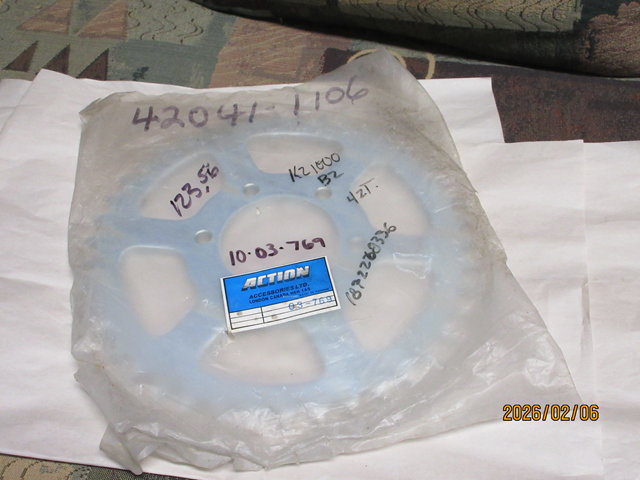 42041-1106
KZ1000
B2
123.56
42T.
10-03-769
ACTION
ACCESSORIES LTD.
03-769
2026/02/06